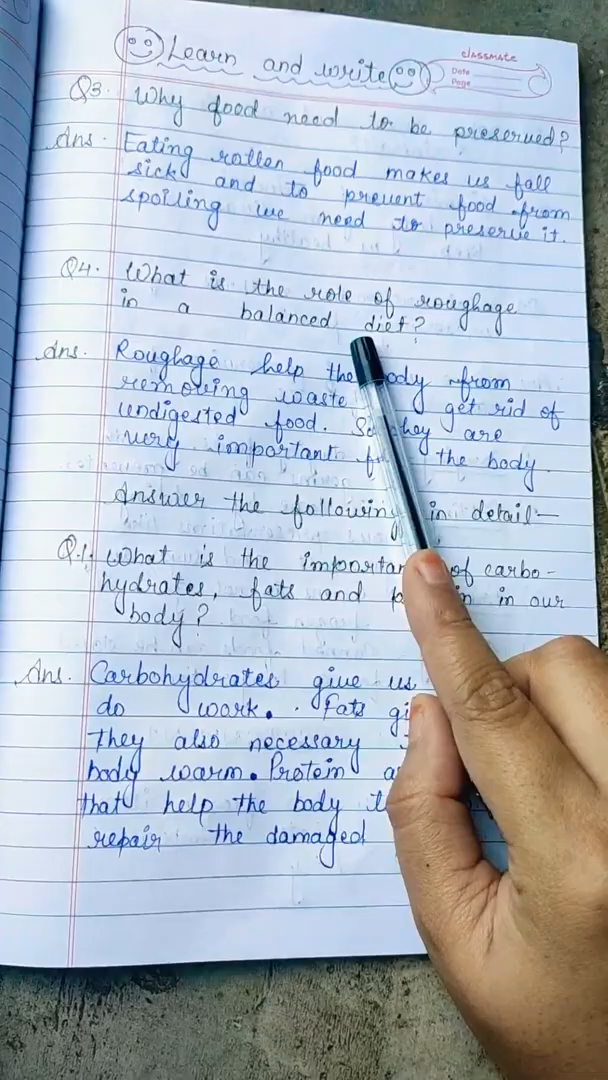 Learn and write
classmate
Date
Page
Q3. Why food need to be preserved?
Ans. Eating rotten food makes us fall
sick and to prevent food from
spoiling we need to preserve it.
Q4. What is the role of roughage
in a balanced diet?
Ans. Roughage help the body from
removing waste get rid of
undigested food. So they are
very important the body.
Answer the following in detail:-
Q.1. What is the of carbo-
hydrates, fats and in our
body?
Ans. Carbohydrates give us
do work. Fats
they also necessary
body warm. Protein
that help the body
repair the damaged